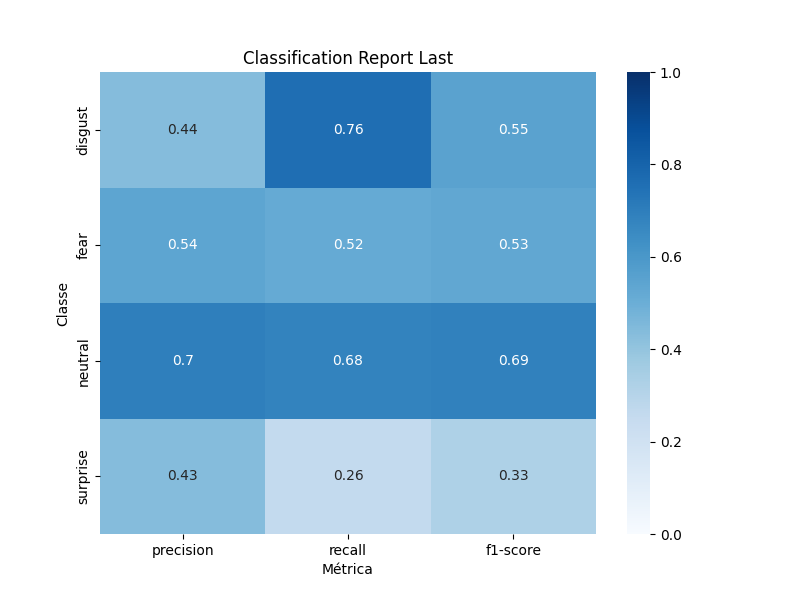 Classification Report Last
Classe
disgust 0.44 0.76 0.55
fear 0.54 0.52 0.53
neutral 0.7 0.68 0.69
surprise 0.43 0.26 0.33
precision recall f1-score
Métrica
1.0
0.8
0.6
0.4
0.2
0.0